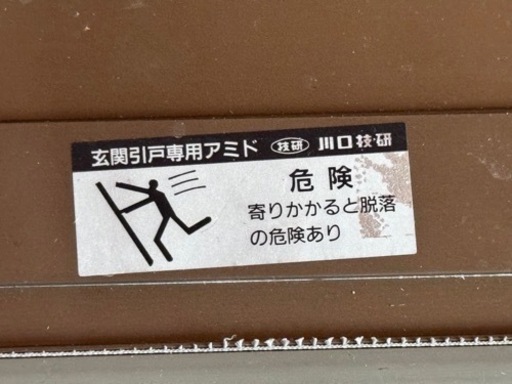 玄関引戸専用アミド 技研 川口技・研
危険
寄りかかると脱落
の危険あり